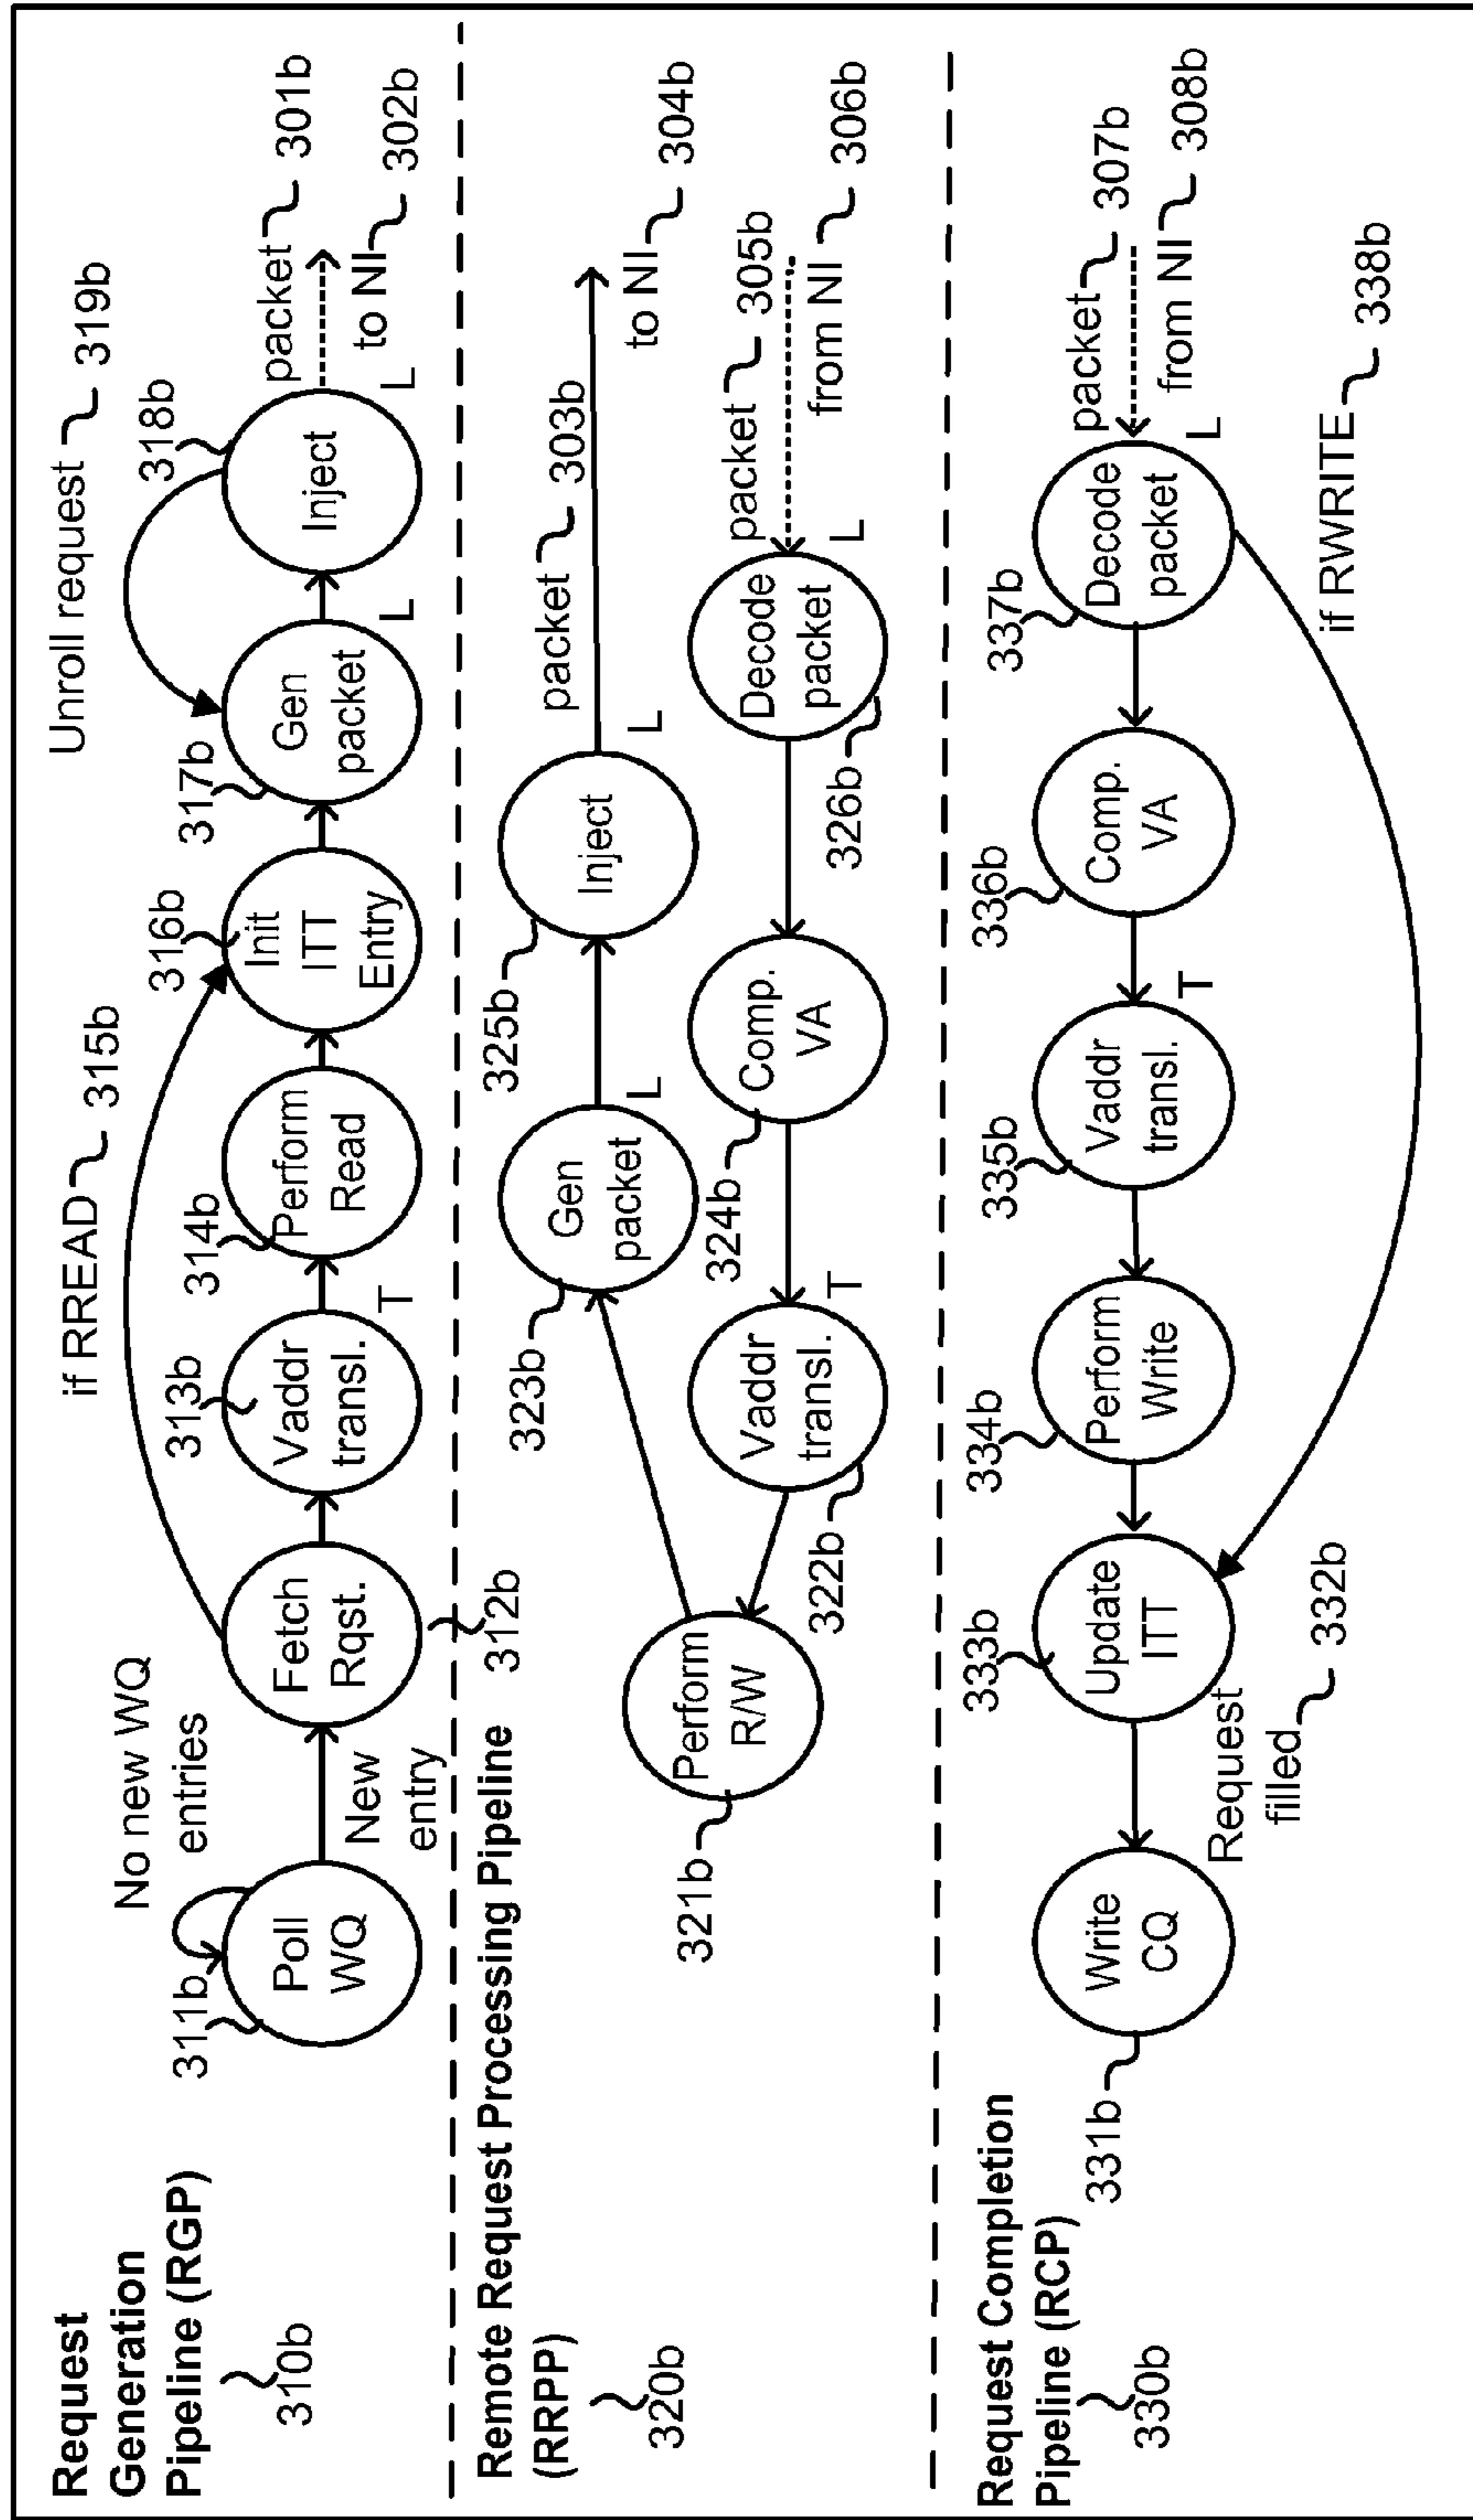 Request
Generation
Pipeline (RGP)
310b
No new WQ
entries
311b
Poll
WQ
New
entry
Fetch
Rqst.
312b
if RREAD
315b
313b
Vaddr
transl.
T
314b
Perform
Read
316b
Init
ITT
Entry
Unroll request
319b
317b
Gen
packet
L
318b
Inject
L
packet
301b
to NI
302b
Remote Request Processing Pipeline
(RRPP)
320b
321b
Perform
R/W
323b
Gen
packet
L
325b
Inject
L
packet
303b
to NI
304b
322b
Vaddr
transl.
T
324b
Comp.
VA
326b
Decode
packet
L
packet
305b
from NI
306b
Request Completion
Pipeline (RCP)
330b
331b
Write
CQ
Request
filled
332b
333b
Update
ITT
334b
Perform
Write
335b
Vaddr
transl.
T
336b
Comp.
VA
337b
Decode
packet
L
packet
307b
from NI
308b
if RWRITE
338b